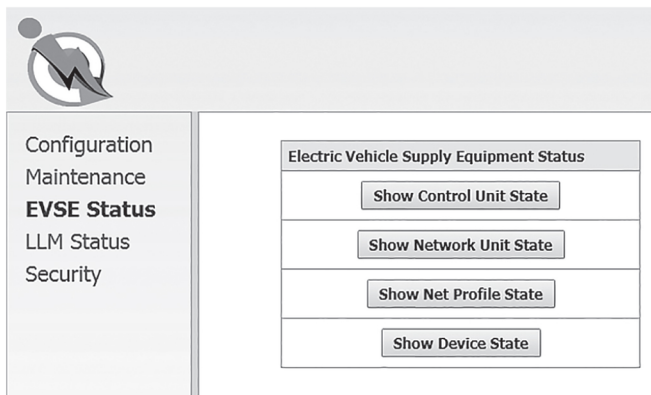 Configuration
Maintenance
EVSE Status
LLM Status
Security
Electric Vehicle Supply Equipment Status
Show Control Unit State
Show Network Unit State
Show Net Profile State
Show Device State